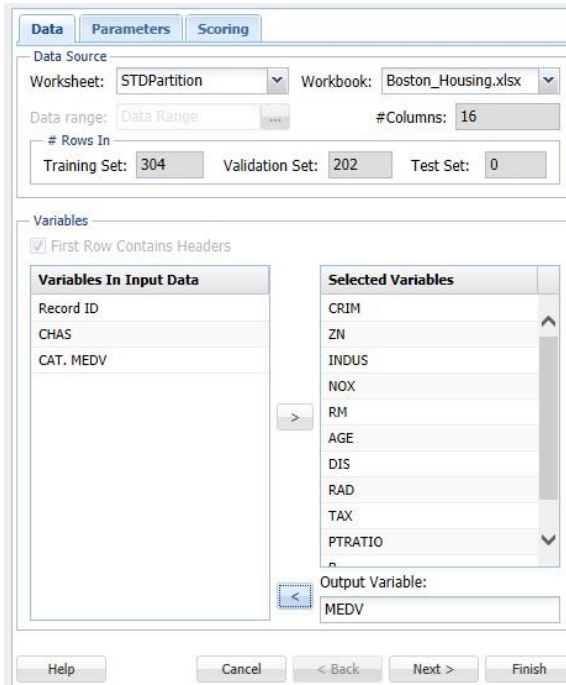 Data Parameters Scoring
Data Source
Worksheet: STDPartition Workbook: Boston_Housing.xlsx
Data range: Data Range ... #Columns: 16
# Rows In
Training Set: 304 Validation Set: 202 Test Set: 0
Variables
First Row Contains Headers
Variables In Input Data
Record ID
CHAS
CAT. MEDV
>
<
Selected Variables
CRIM
ZN
INDUS
NOX
RM
AGE
DIS
RAD
TAX
PTRATIO
Output Variable:
MEDV
Help Cancel < Back Next > Finish